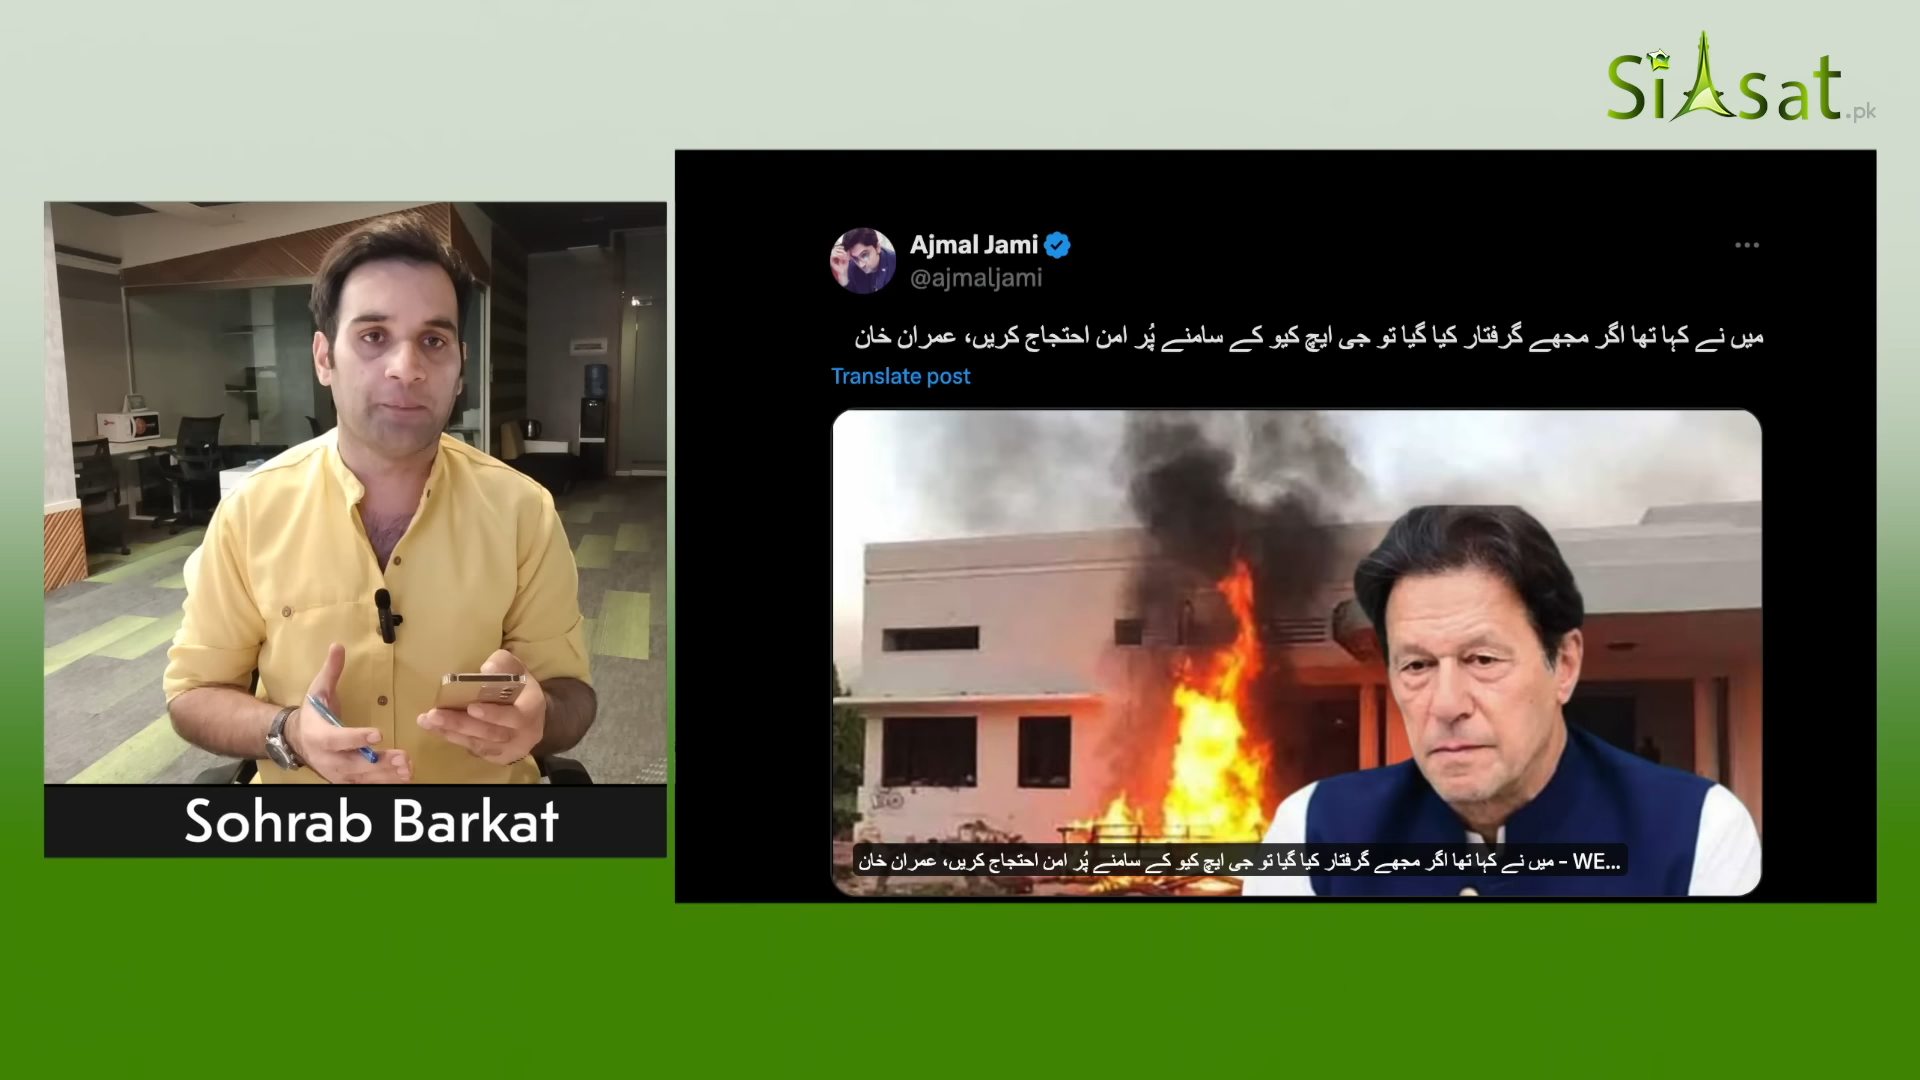 SiAsat.pk
Ajmal Jami
@ajmaljami
میں نے کہا تھا اگر مجھے گرفتار کیا گیا تو جی ایچ کیو کے سامنے پُر امن احتجاج کریں، عمران خان
Translate post
میں نے کہا تھا اگر مجھے گرفتار کیا گیا تو جی ایچ کیو کے سامنے پُر امن احتجاج کریں، عمران خان - WE...
Sohrab Barkat